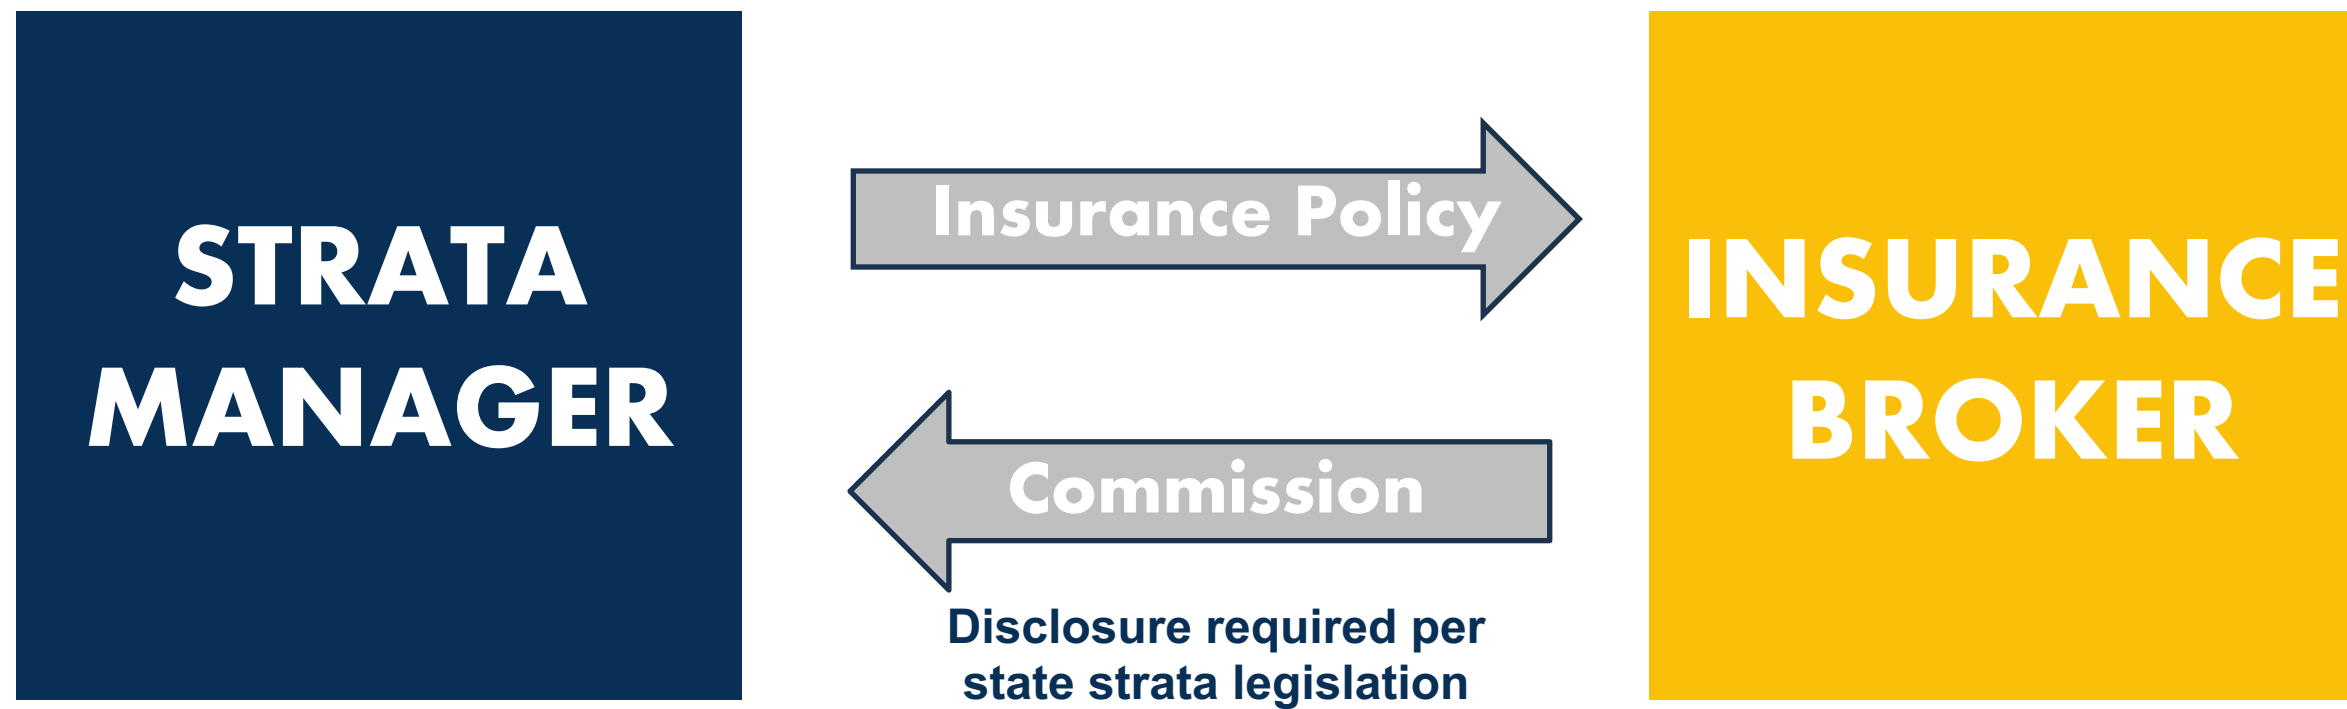 STRATA
MANAGER
Insurance Policy
Commission
Disclosure required per
state strata legislation
INSURANCE
BROKER